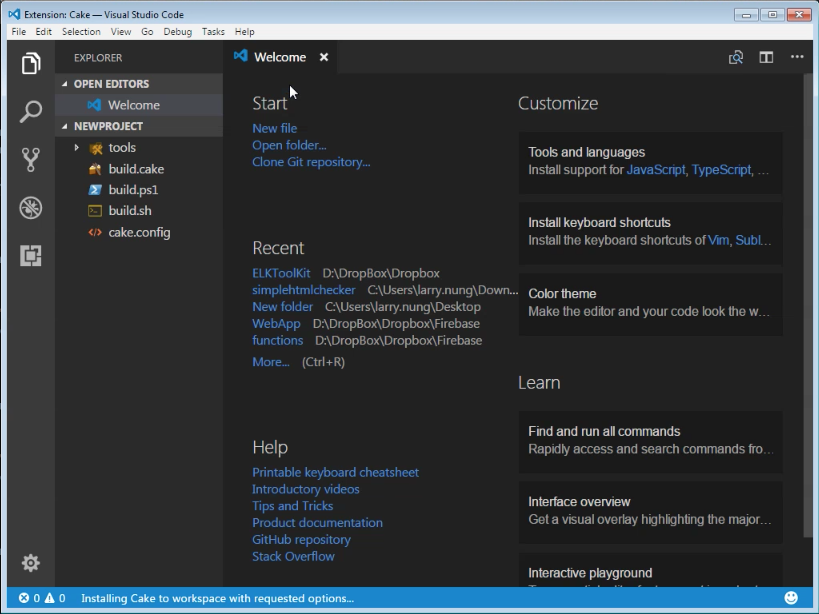 Extension: Cake — Visual Studio Code
File Edit Selection View Go Debug Tasks Help
EXPLORER
OPEN EDITORS
Welcome
NEWPROJECT
tools
build.cake
build.ps1
build.sh
cake.config
Welcome
Start
New file
Open folder...
Clone Git repository...
Recent
ELKToolKit D:\DropBox\Dropbox
simplehtmlchecker C:\Users\larry.nung\Down...
New folder C:\Users\larry.nung\Desktop
WebApp D:\DropBox\Dropbox\Firebase
functions D:\DropBox\Dropbox\Firebase
More... (Ctrl+R)
Help
Printable keyboard cheatsheet
Introductory videos
Tips and Tricks
Product documentation
GitHub repository
Stack Overflow
Customize
Tools and languages
Install support for JavaScript, TypeScript, ...
Install keyboard shortcuts
Install the keyboard shortcuts of Vim, Subl...
Color theme
Make the editor and your code look the w...
Learn
Find and run all commands
Rapidly access and search commands fro...
Interface overview
Get a visual overlay highlighting the major...
Interactive playground
0 0 Installing Cake to workspace with requested options...